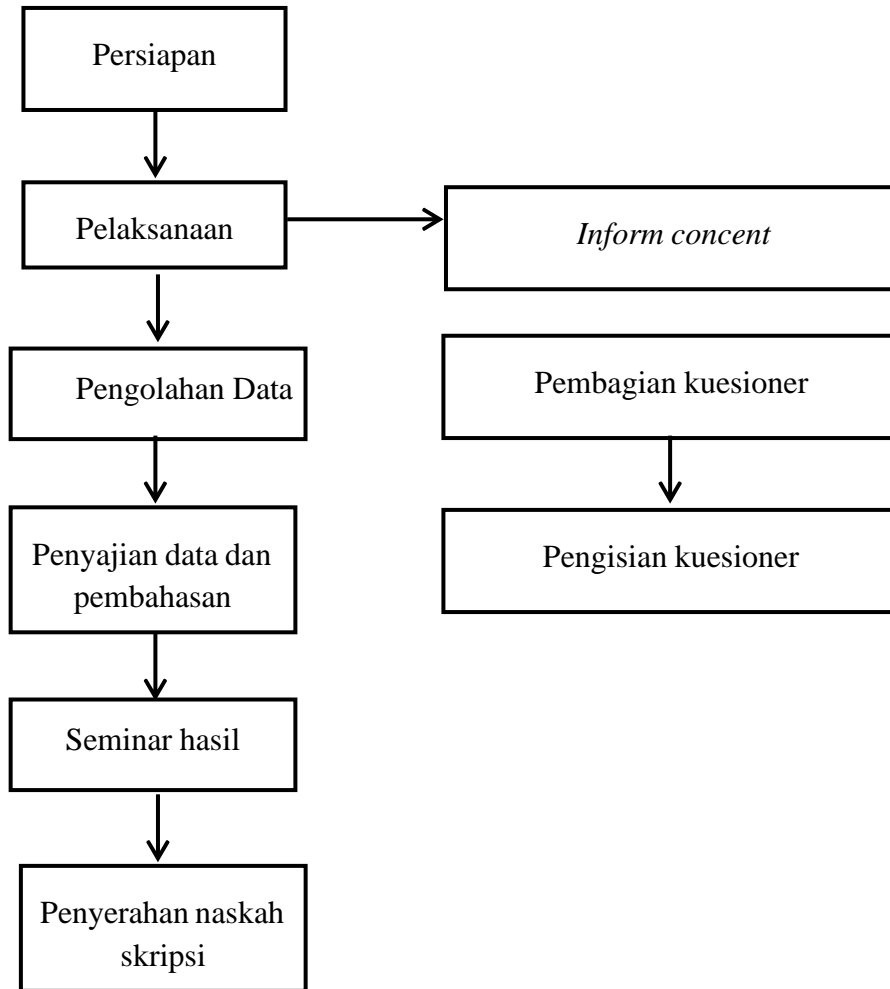 Persiapan
Pelaksanaan
Inform concent
Pengolahan Data
Pembagian kuesioner
Penyajian data dan
pembahasan
Pengisian kuesioner
Seminar hasil
Penyerahan naskah
skripsi